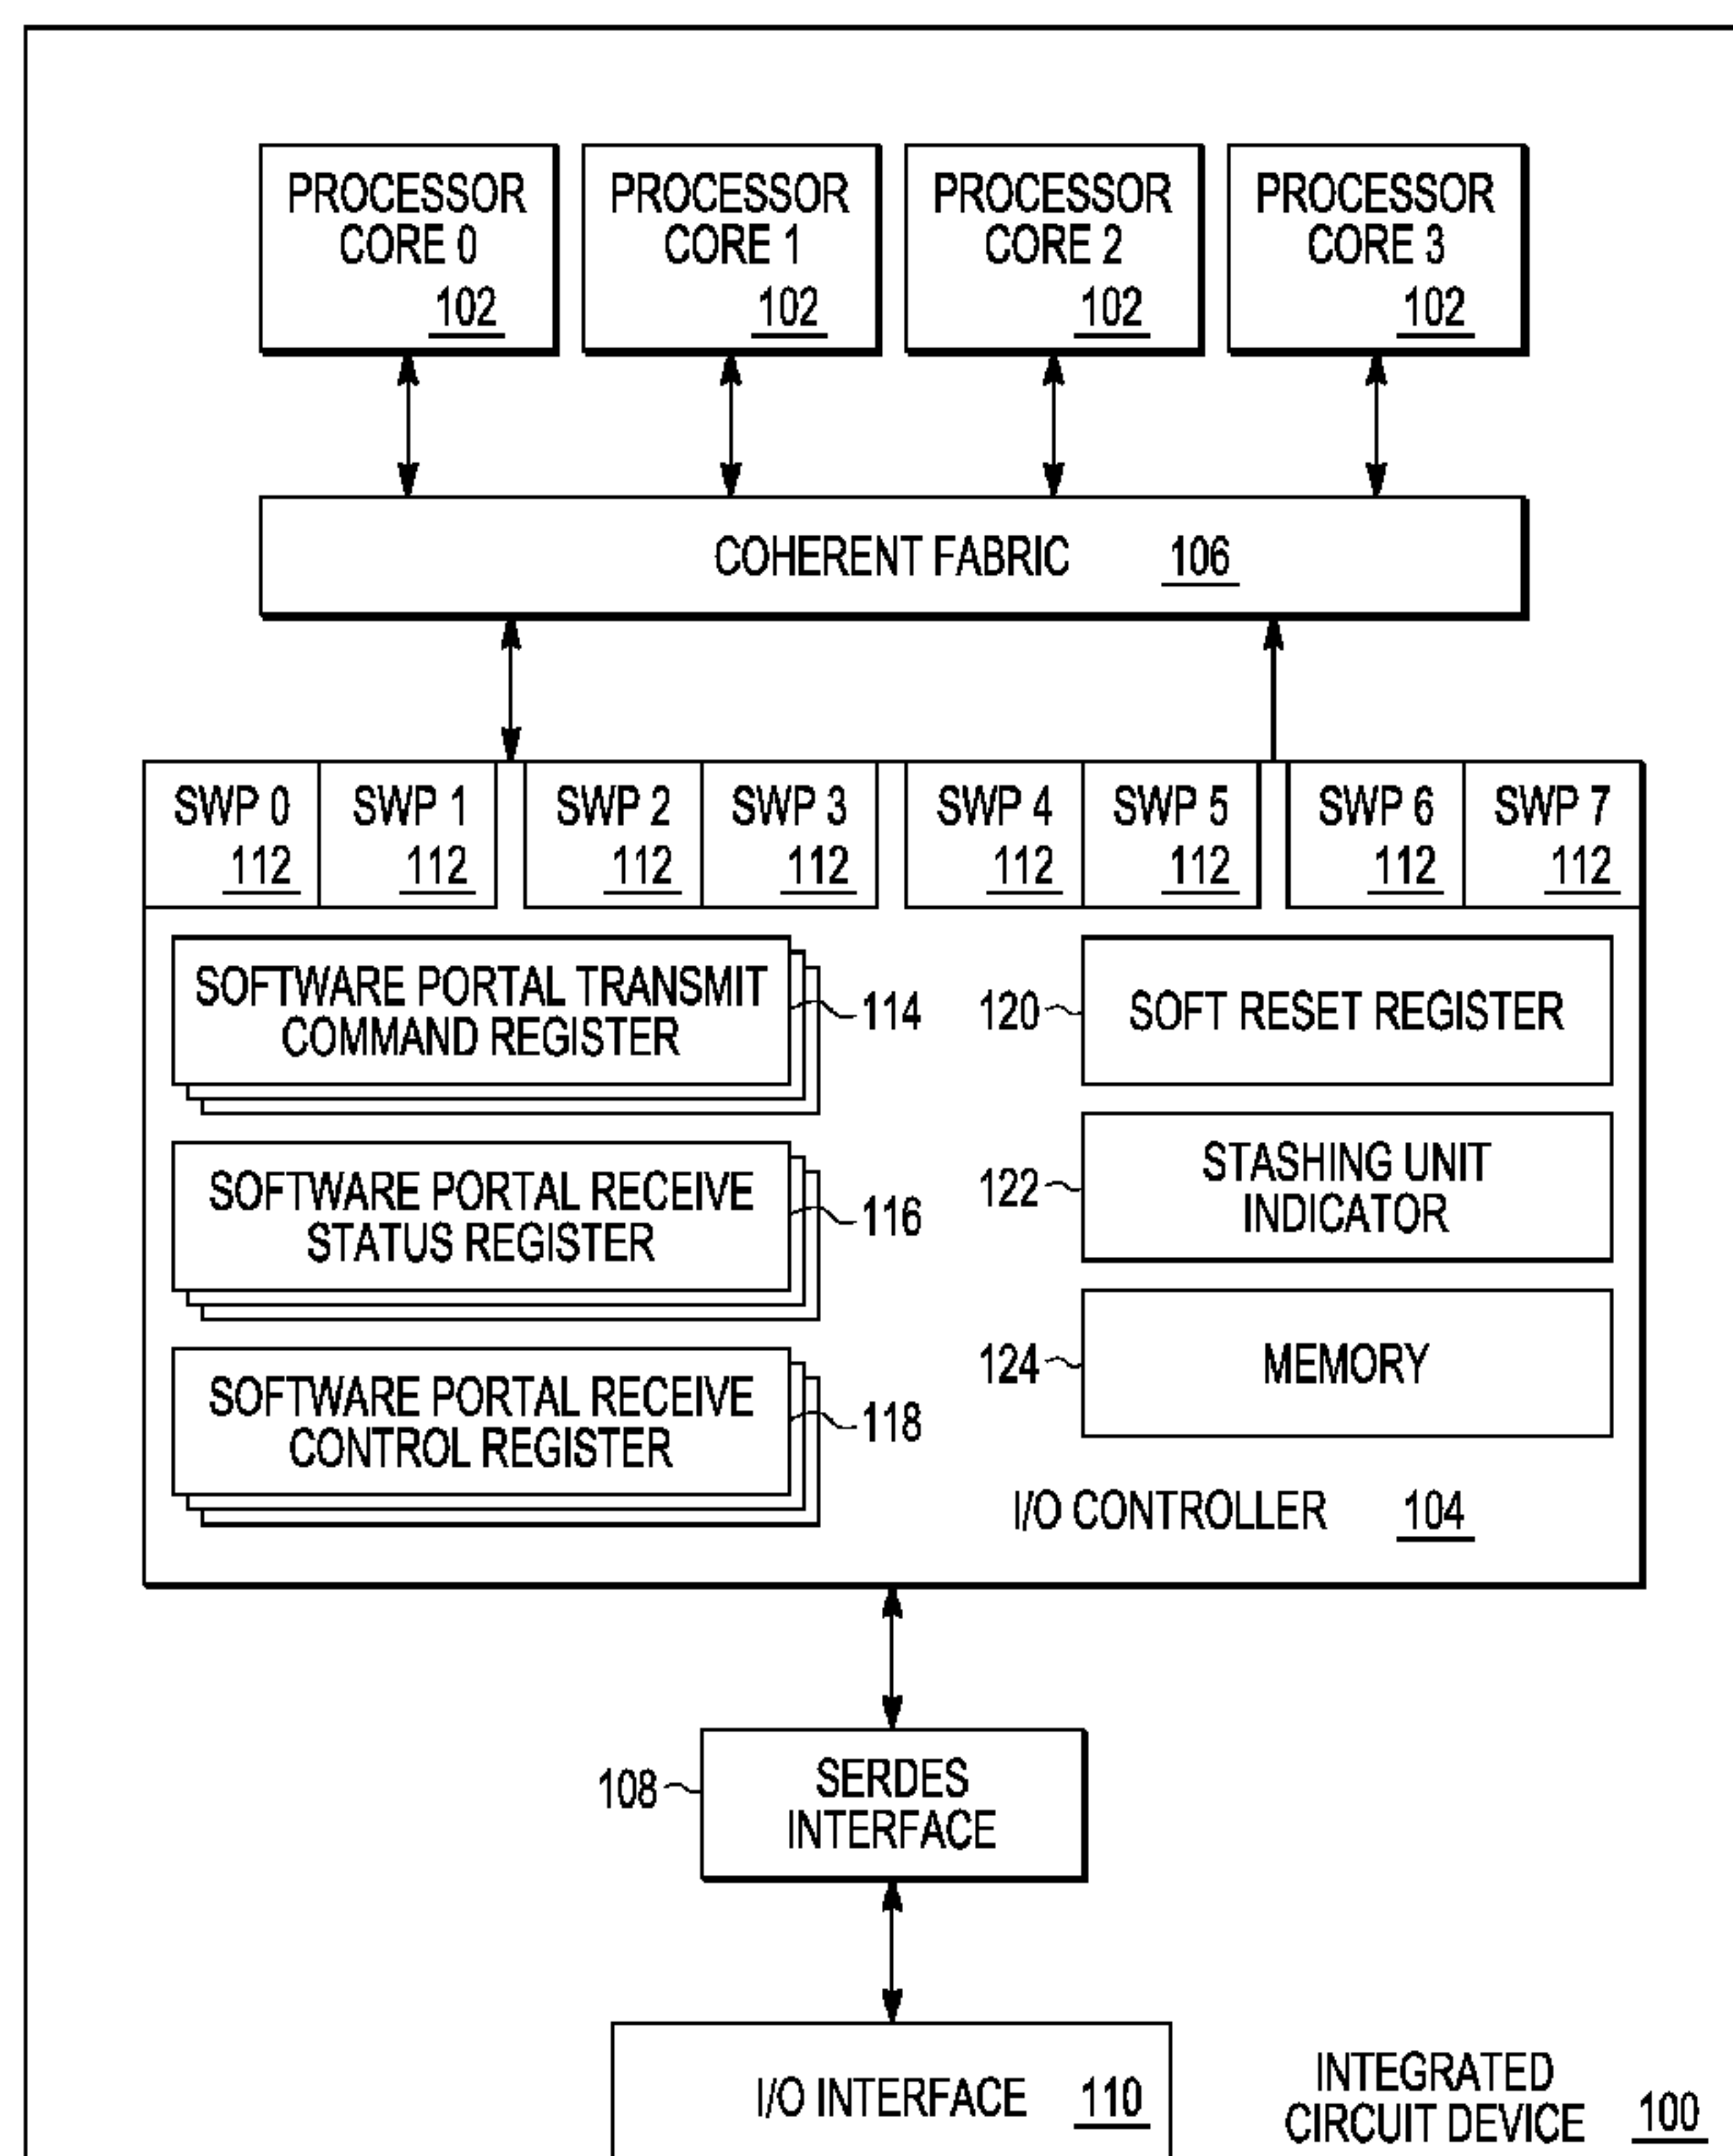 PROCESSOR
CORE 0
102
PROCESSOR
CORE 1
102
PROCESSOR
CORE 2
102
PROCESSOR
CORE 3
102
COHERENT FABRIC 106
SWP 0
112
SWP 1
112
SWP 2
112
SWP 3
112
SWP 4
112
SWP 5
112
SWP 6
112
SWP 7
112
SOFTWARE PORTAL TRANSMIT
COMMAND REGISTER
114
SOFTWARE PORTAL RECEIVE
STATUS REGISTER
116
SOFTWARE PORTAL RECEIVE
CONTROL REGISTER
118
120
SOFT RESET REGISTER
122
STASHING UNIT
INDICATOR
124
MEMORY
I/O CONTROLLER 104
108
SERDES
INTERFACE
I/O INTERFACE 110
INTEGRATED
CIRCUIT DEVICE 100